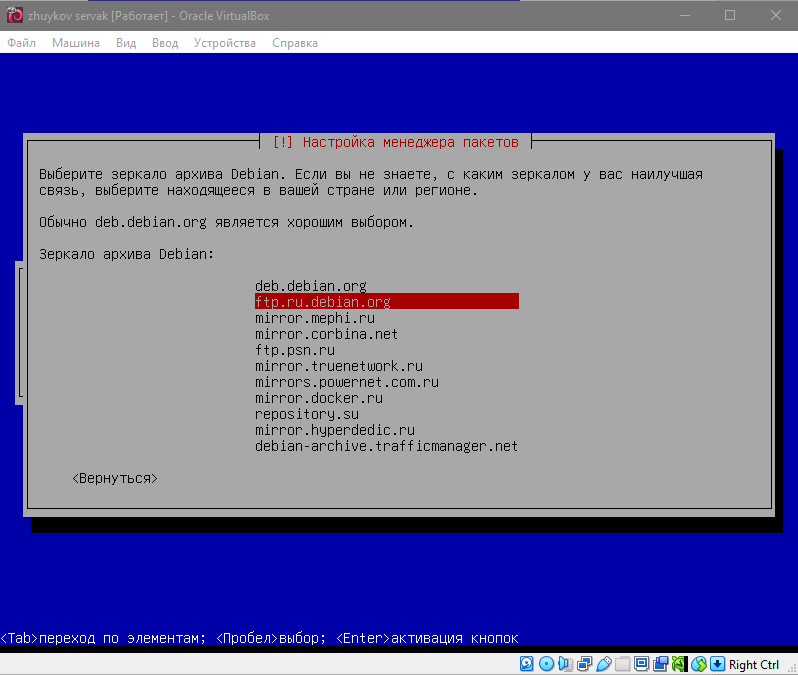 zhuykov servak [Работает] - Oracle VirtualBox
Файл Машина Вид Ввод Устройства Справка
[!] Настройка менеджера пакетов
Выберите зеркало архива Debian. Если вы не знаете, с каким зеркалом у вас наилучшая
связь, выберите находящееся в вашей стране или регионе.
Обычно deb.debian.org является хорошим выбором.
Зеркало архива Debian:
deb.debian.org
ftp.ru.debian.org
mirror.mephi.ru
mirror.corbina.net
ftp.psn.ru
mirror.truenetwork.ru
mirrors.powernet.com.ru
mirror.docker.ru
repository.su
mirror.hyperdedic.ru
debian-archive.trafficmanager.net
<Вернуться>
<Tab>переход по элементам; <Пробел>выбор; <Enter>активация кнопок
Right Ctrl